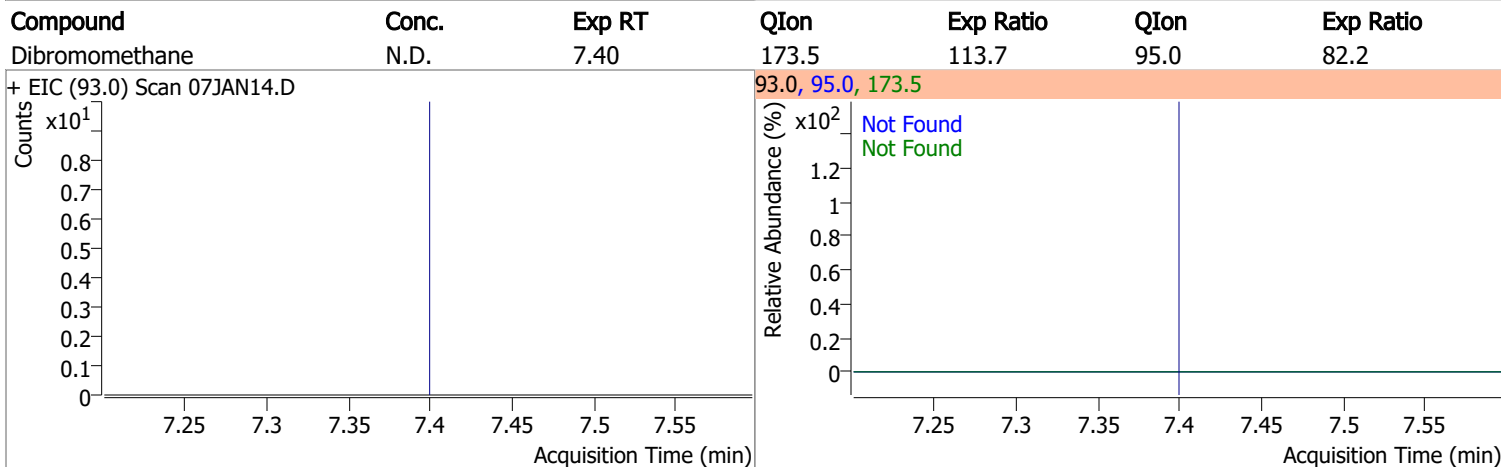 Compound Conc. Exp RT QIon Exp Ratio QIon Exp Ratio
Dibromomethane N.D. 7.40 173.5 113.7 95.0 82.2
+ EIC (93.0) Scan 07JAN14.D
Counts
x10¹
0.8
0.7
0.6
0.5
0.4
0.3
0.2
0.1
0
7.25 7.3 7.35 7.4 7.45 7.5 7.55
Acquisition Time (min)
93.0, 95.0, 173.5
Relative Abundance (%)
x10²
Not Found
Not Found
1.2
1
0.8
0.6
0.4
0.2
0
7.25 7.3 7.35 7.4 7.45 7.5 7.55
Acquisition Time (min)